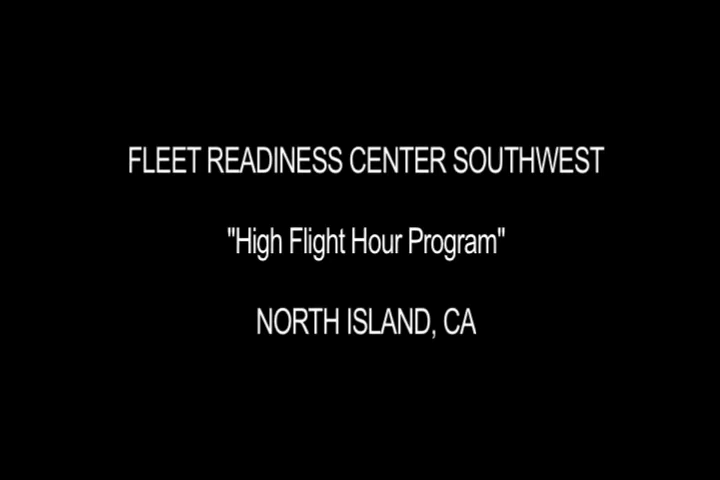 FLEET READINESS CENTER SOUTHWEST
"High Flight Hour Program"
NORTH ISLAND, CA